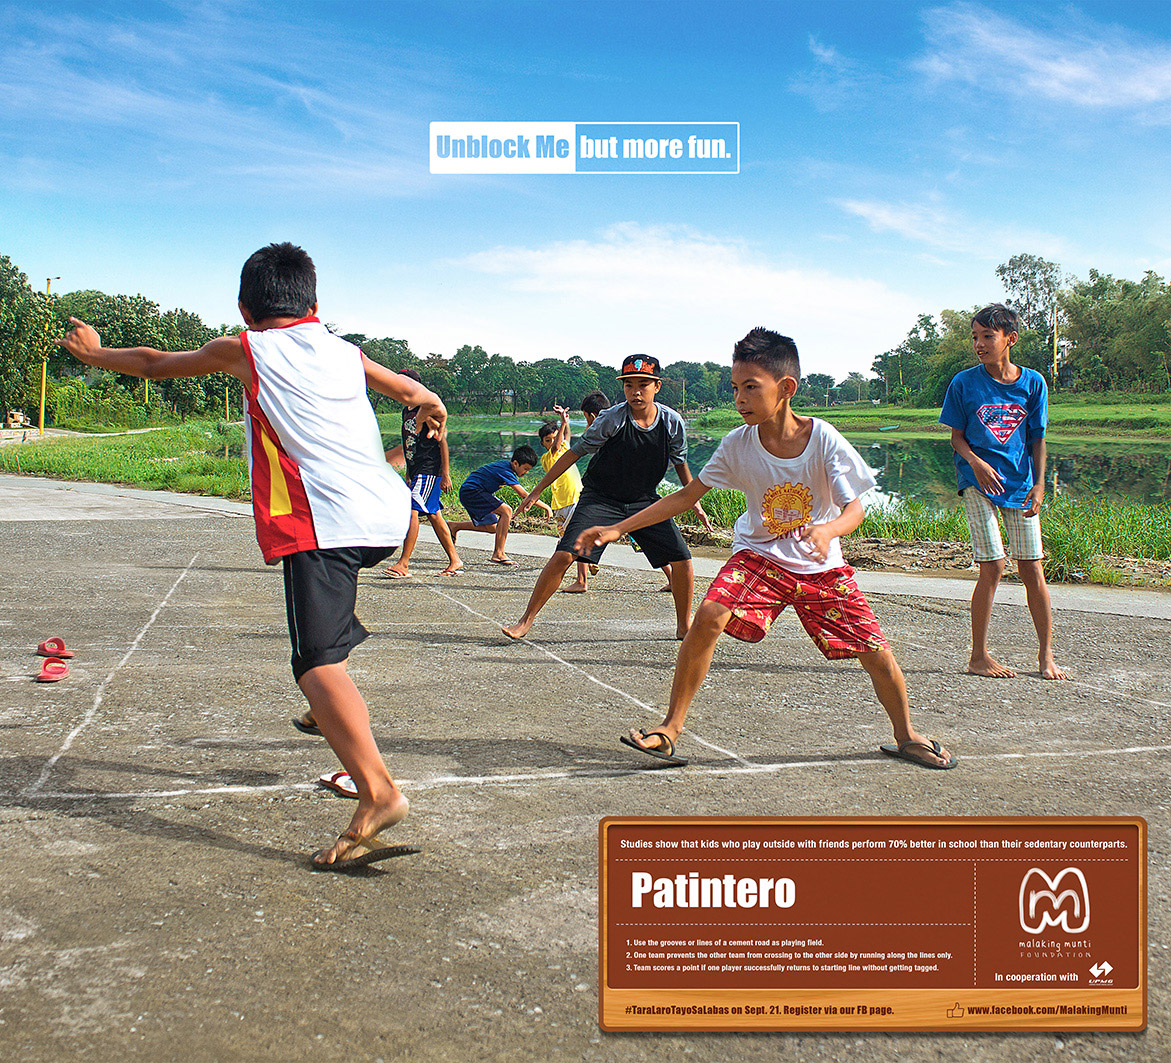 Unblock Me but more fun.
Studies show that kids who play outside with friends perform 70% better in school than their sedentary counterparts.
Patintero
1. Use the grooves or lines of a cement road as playing field.
2. One team prevents the other team from crossing to the other side by running along the lines only.
3. Team scores a point if one player successfully returns to starting line without getting tagged.
malaking munti
FOUNDATION
In cooperation with
UPMG
#TaraLaroTayoSaLabas on Sept. 21. Register via our FB page.
www.facebook.com/MalakingMunti